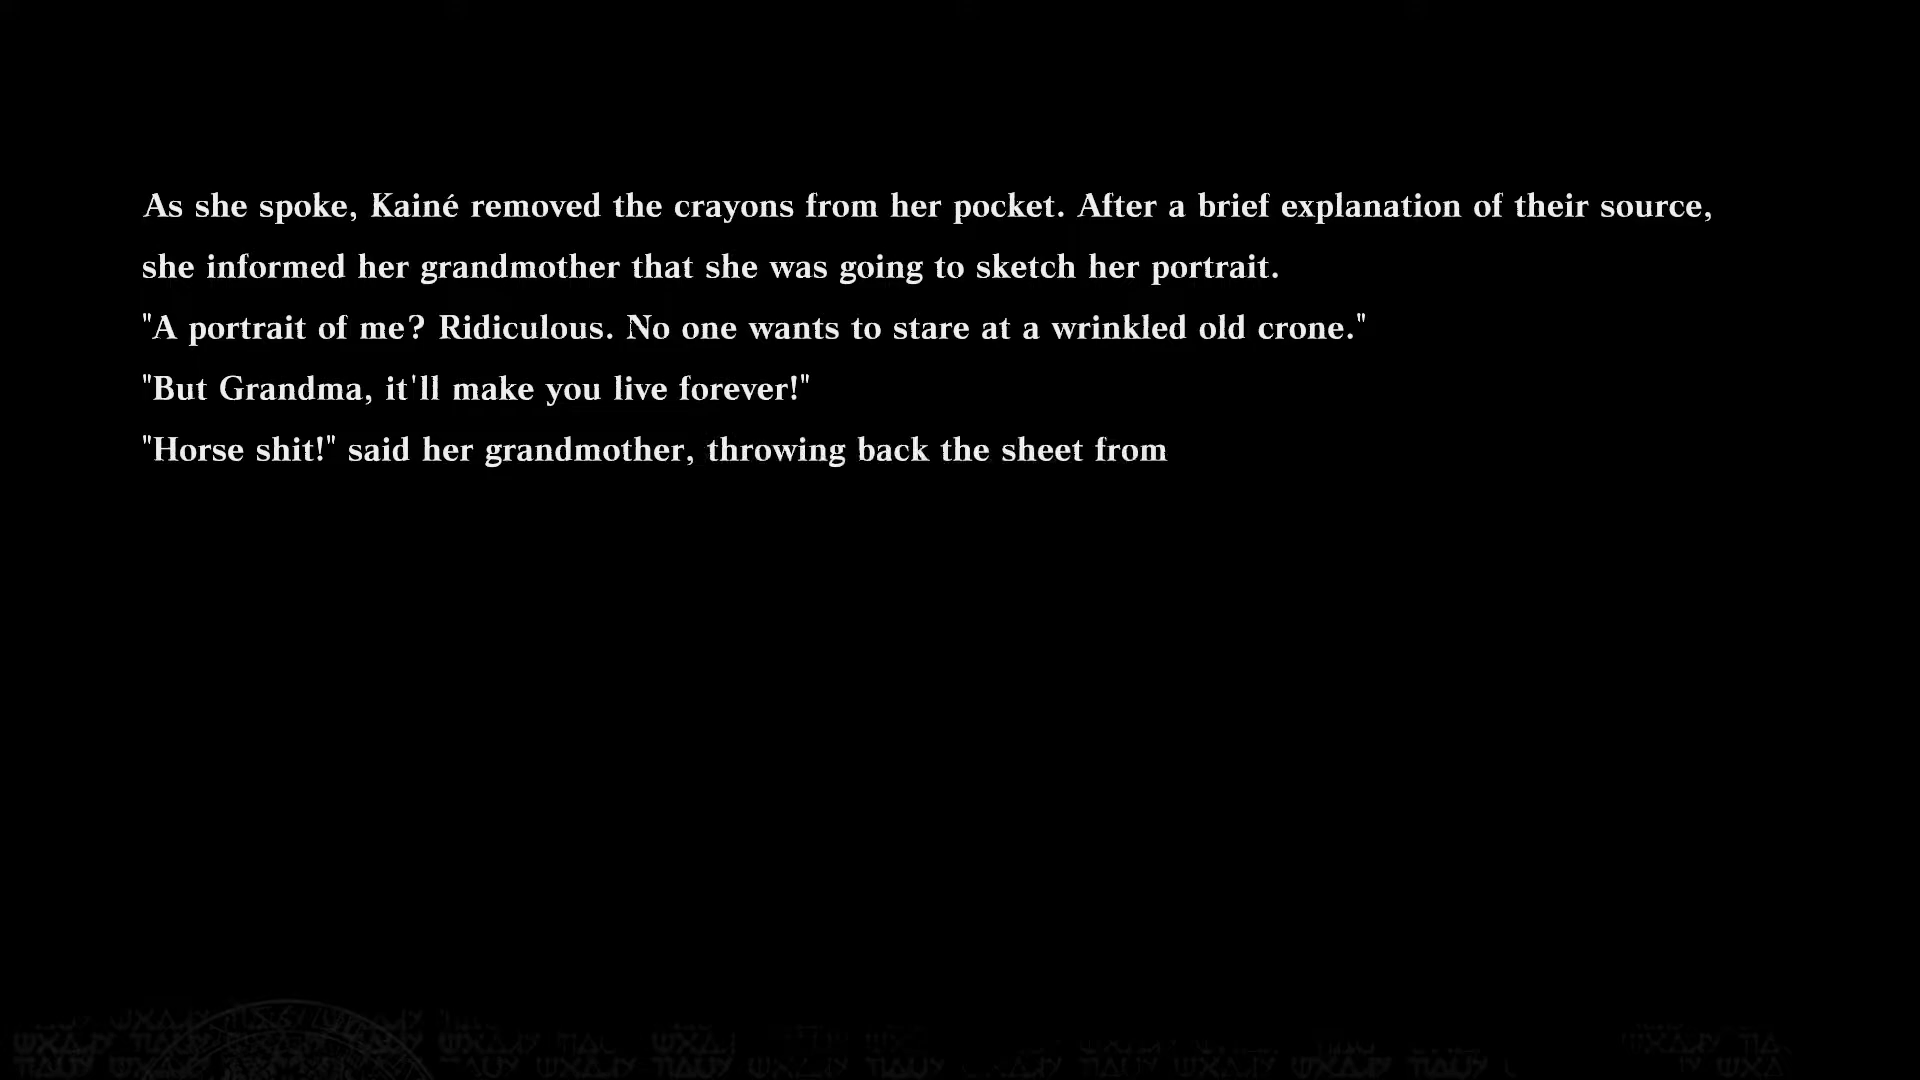 As she spoke, Kainé removed the crayons from her pocket. After a brief explanation of their source,
she informed her grandmother that she was going to sketch her portrait.
"A portrait of me? Ridiculous. No one wants to stare at a wrinkled old crone."
"But Grandma, it'll make you live forever!"
"Horse shit!" said her grandmother, throwing back the sheet from